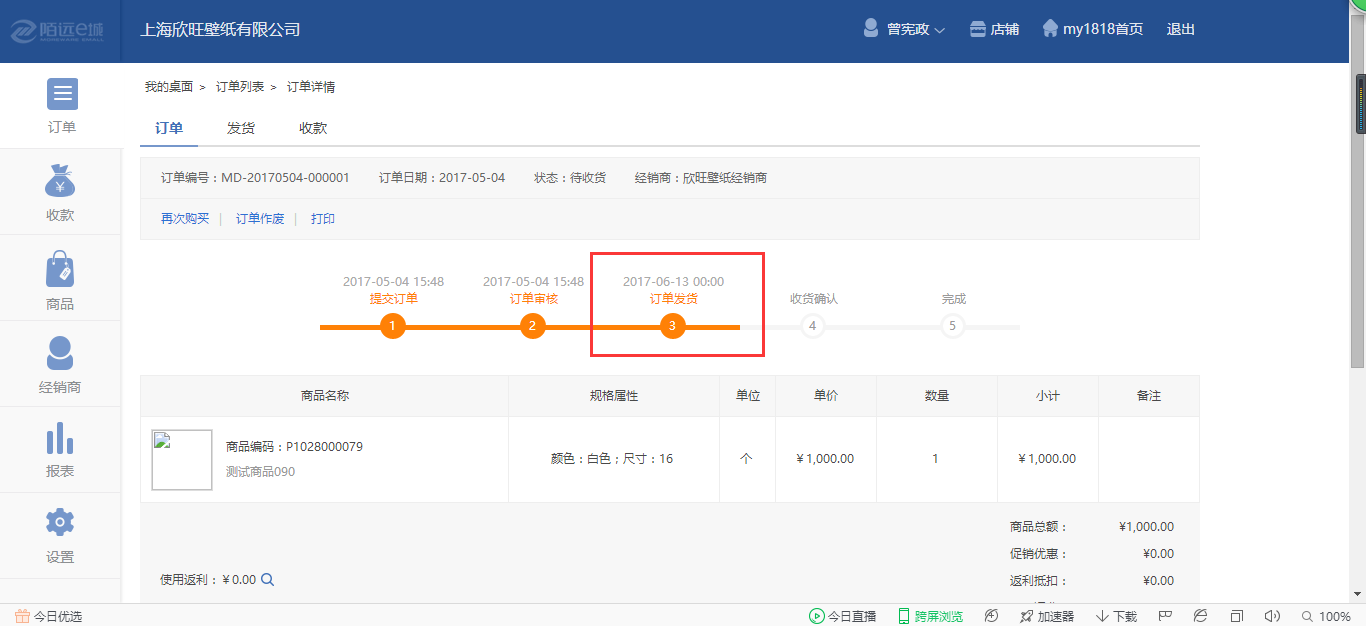 陌远e城 上海欣旺壁纸有限公司 曾宪政 店铺 my1818首页 退出
我的桌面 > 订单列表 > 订单详情
订单 发货 收款
订单编号：MD-20170504-000001 订单日期：2017-05-04 状态：待收货 经销商：欣旺壁纸经销商
再次购买 | 订单作废 | 打印
2017-05-04 15:48 2017-05-04 15:48 2017-06-13 00:00
提交订单 订单审核 订单发货 收货确认 完成
1 2 3 4 5
商品名称 规格属性 单位 单价 数量 小计 备注
商品编码：P1028000079
测试商品090
颜色：白色；尺寸：16 个 ¥1,000.00 1 ¥1,000.00
商品总额： ¥1,000.00
促销优惠： ¥0.00
使用返利：¥0.00 返利抵扣： ¥0.00
订单
收款
商品
经销商
报表
设置
今日优选 今日直播 跨屏浏览 加速器 下载 100%